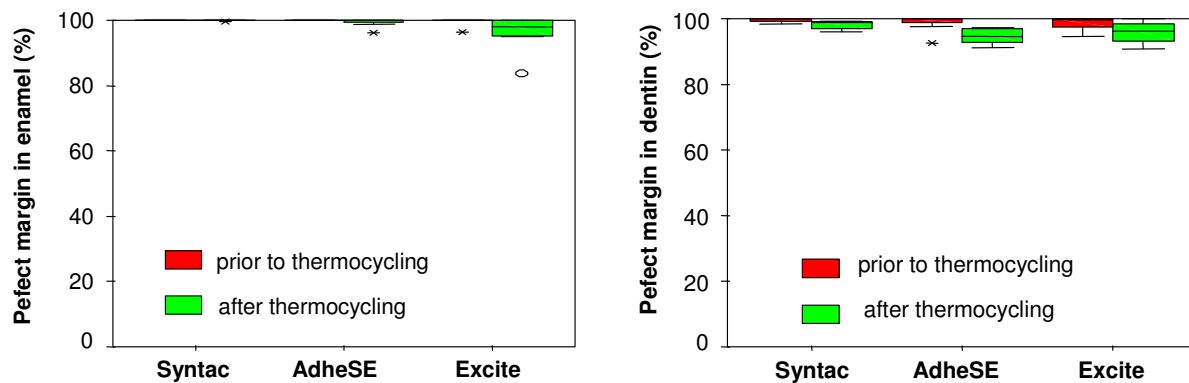 Pefect margin in enamel (%)
100
80
60
40
20
0
prior to thermocycling
after thermocycling
Syntac AdheSE Excite
Pefect margin in dentin (%)
100
80
60
40
20
0
prior to thermocycling
after thermocycling
Syntac AdheSE Excite